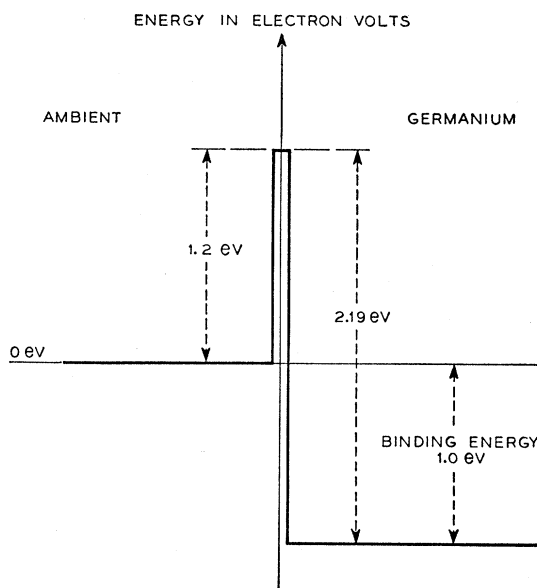 ENERGY IN ELECTRON VOLTS
AMBIENT
GERMANIUM
1.2 eV
2.19 eV
0 eV
BINDING ENERGY
1.0 eV